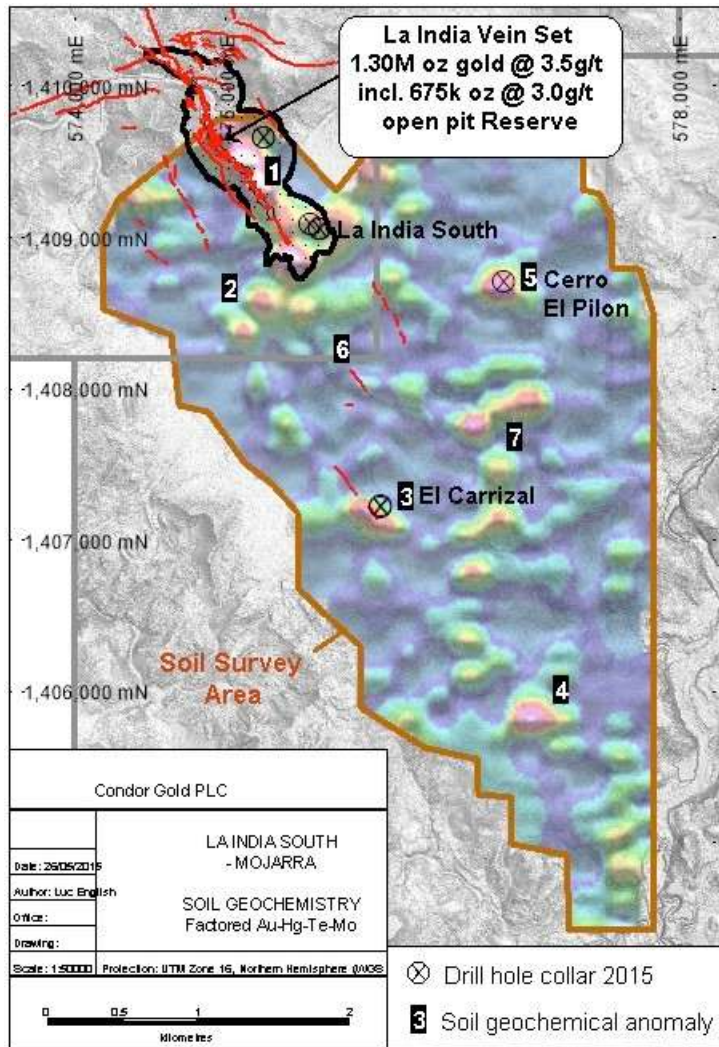 La India Vein Set
1.30M oz gold @ 3.5g/t
incl. 675k oz @ 3.0g/t
open pit Reserve
574,000 mE
575,000 mE
578,000 mE
1,410,000 mN
1
1,409,000 mN
La India South
5 Cerro
El Pilon
2
6
1,408,000 mN
7
3 El Carrizal
1,407,000 mN
Soil Survey
Area
1,406,000 mN
4
Condor Gold PLC
LA INDIA SOUTH
- MOJARRA
Date: 26/05/2015
Author: Luc English
SOIL GEOCHEMISTRY
Factored Au-Hg-Te-Mo
Office:
Drawing:
Scale: 1:50000
Projection: UTM Zone 16, Northern Hemisphere (WGS
0 0.5 1 2
kilometres
Drill hole collar 2015
3 Soil geochemical anomaly